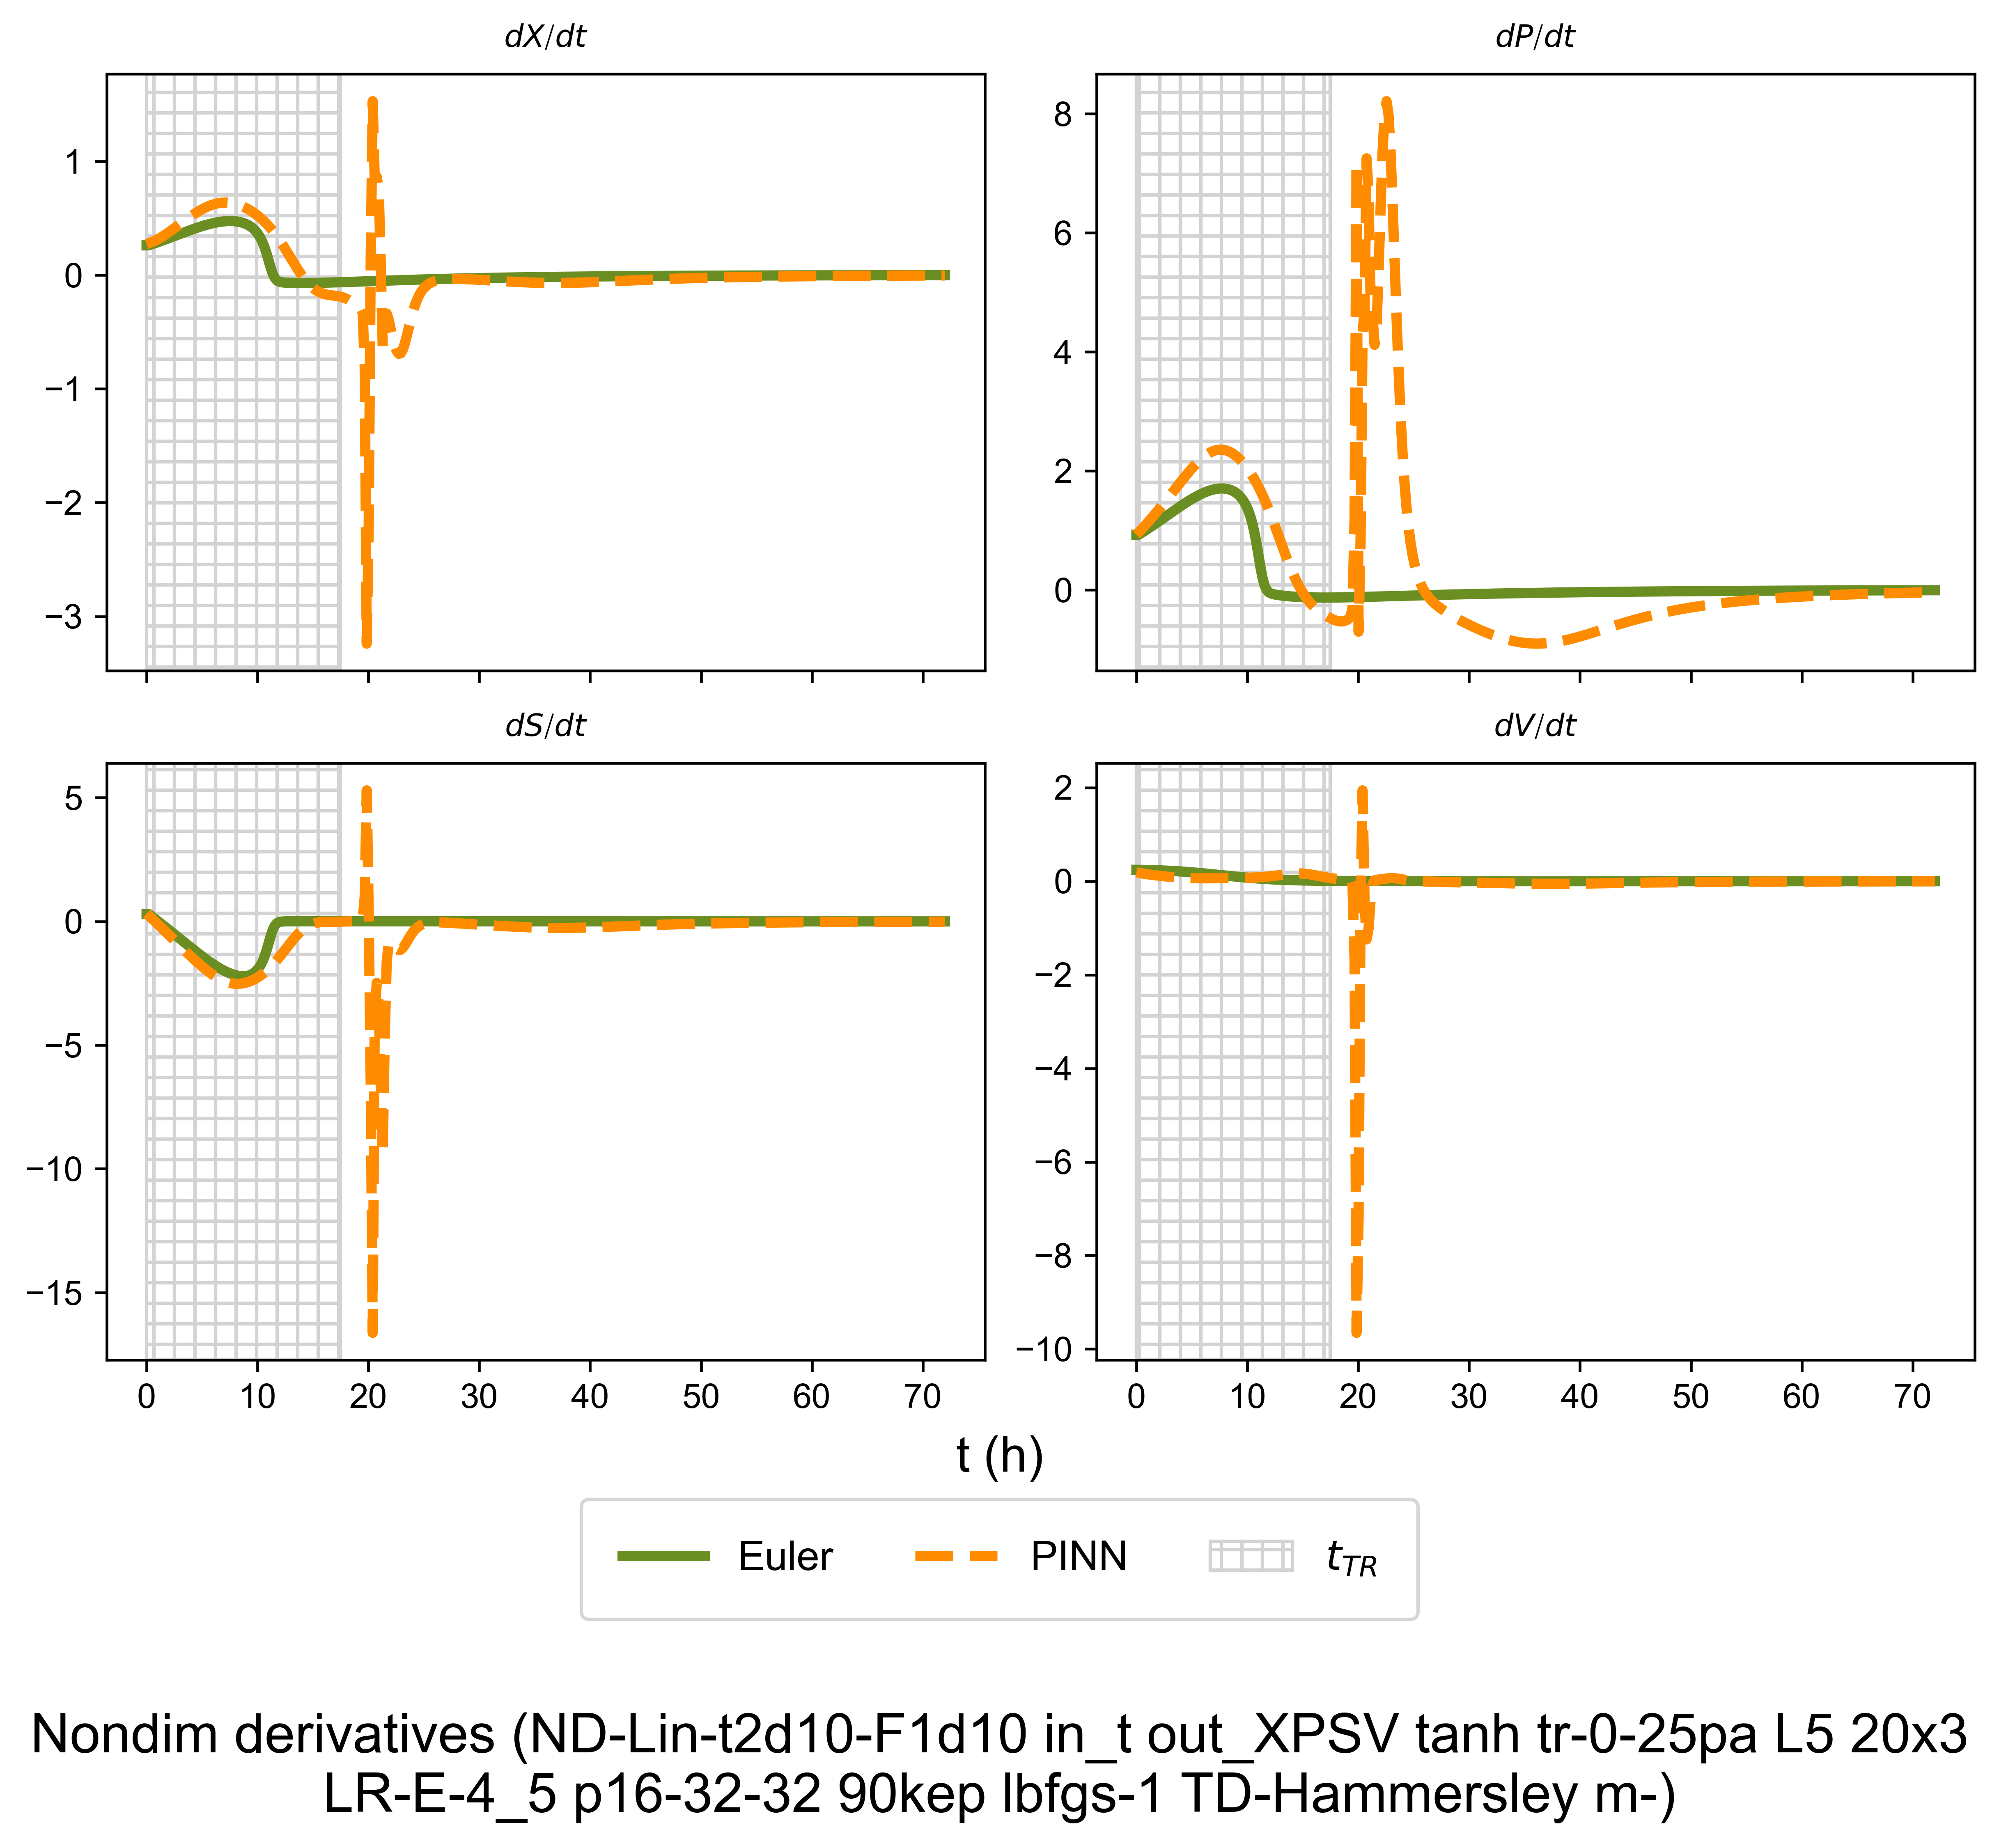 dX/dt
dP/dt
1
0
−1
−2
−3
8
6
4
2
0
dS/dt
dV/dt
5
0
−5
−10
−15
2
0
−2
−4
−6
−8
−10
0 10 20 30 40 50 60 70
0 10 20 30 40 50 60 70
t (h)
Euler PINN t_TR
Nondim derivatives (ND-Lin-t2d10-F1d10 in_t out_XPSV tanh tr-0-25pa L5 20x3
LR-E-4_5 p16-32-32 90kep lbfgs-1 TD-Hammersley m-)